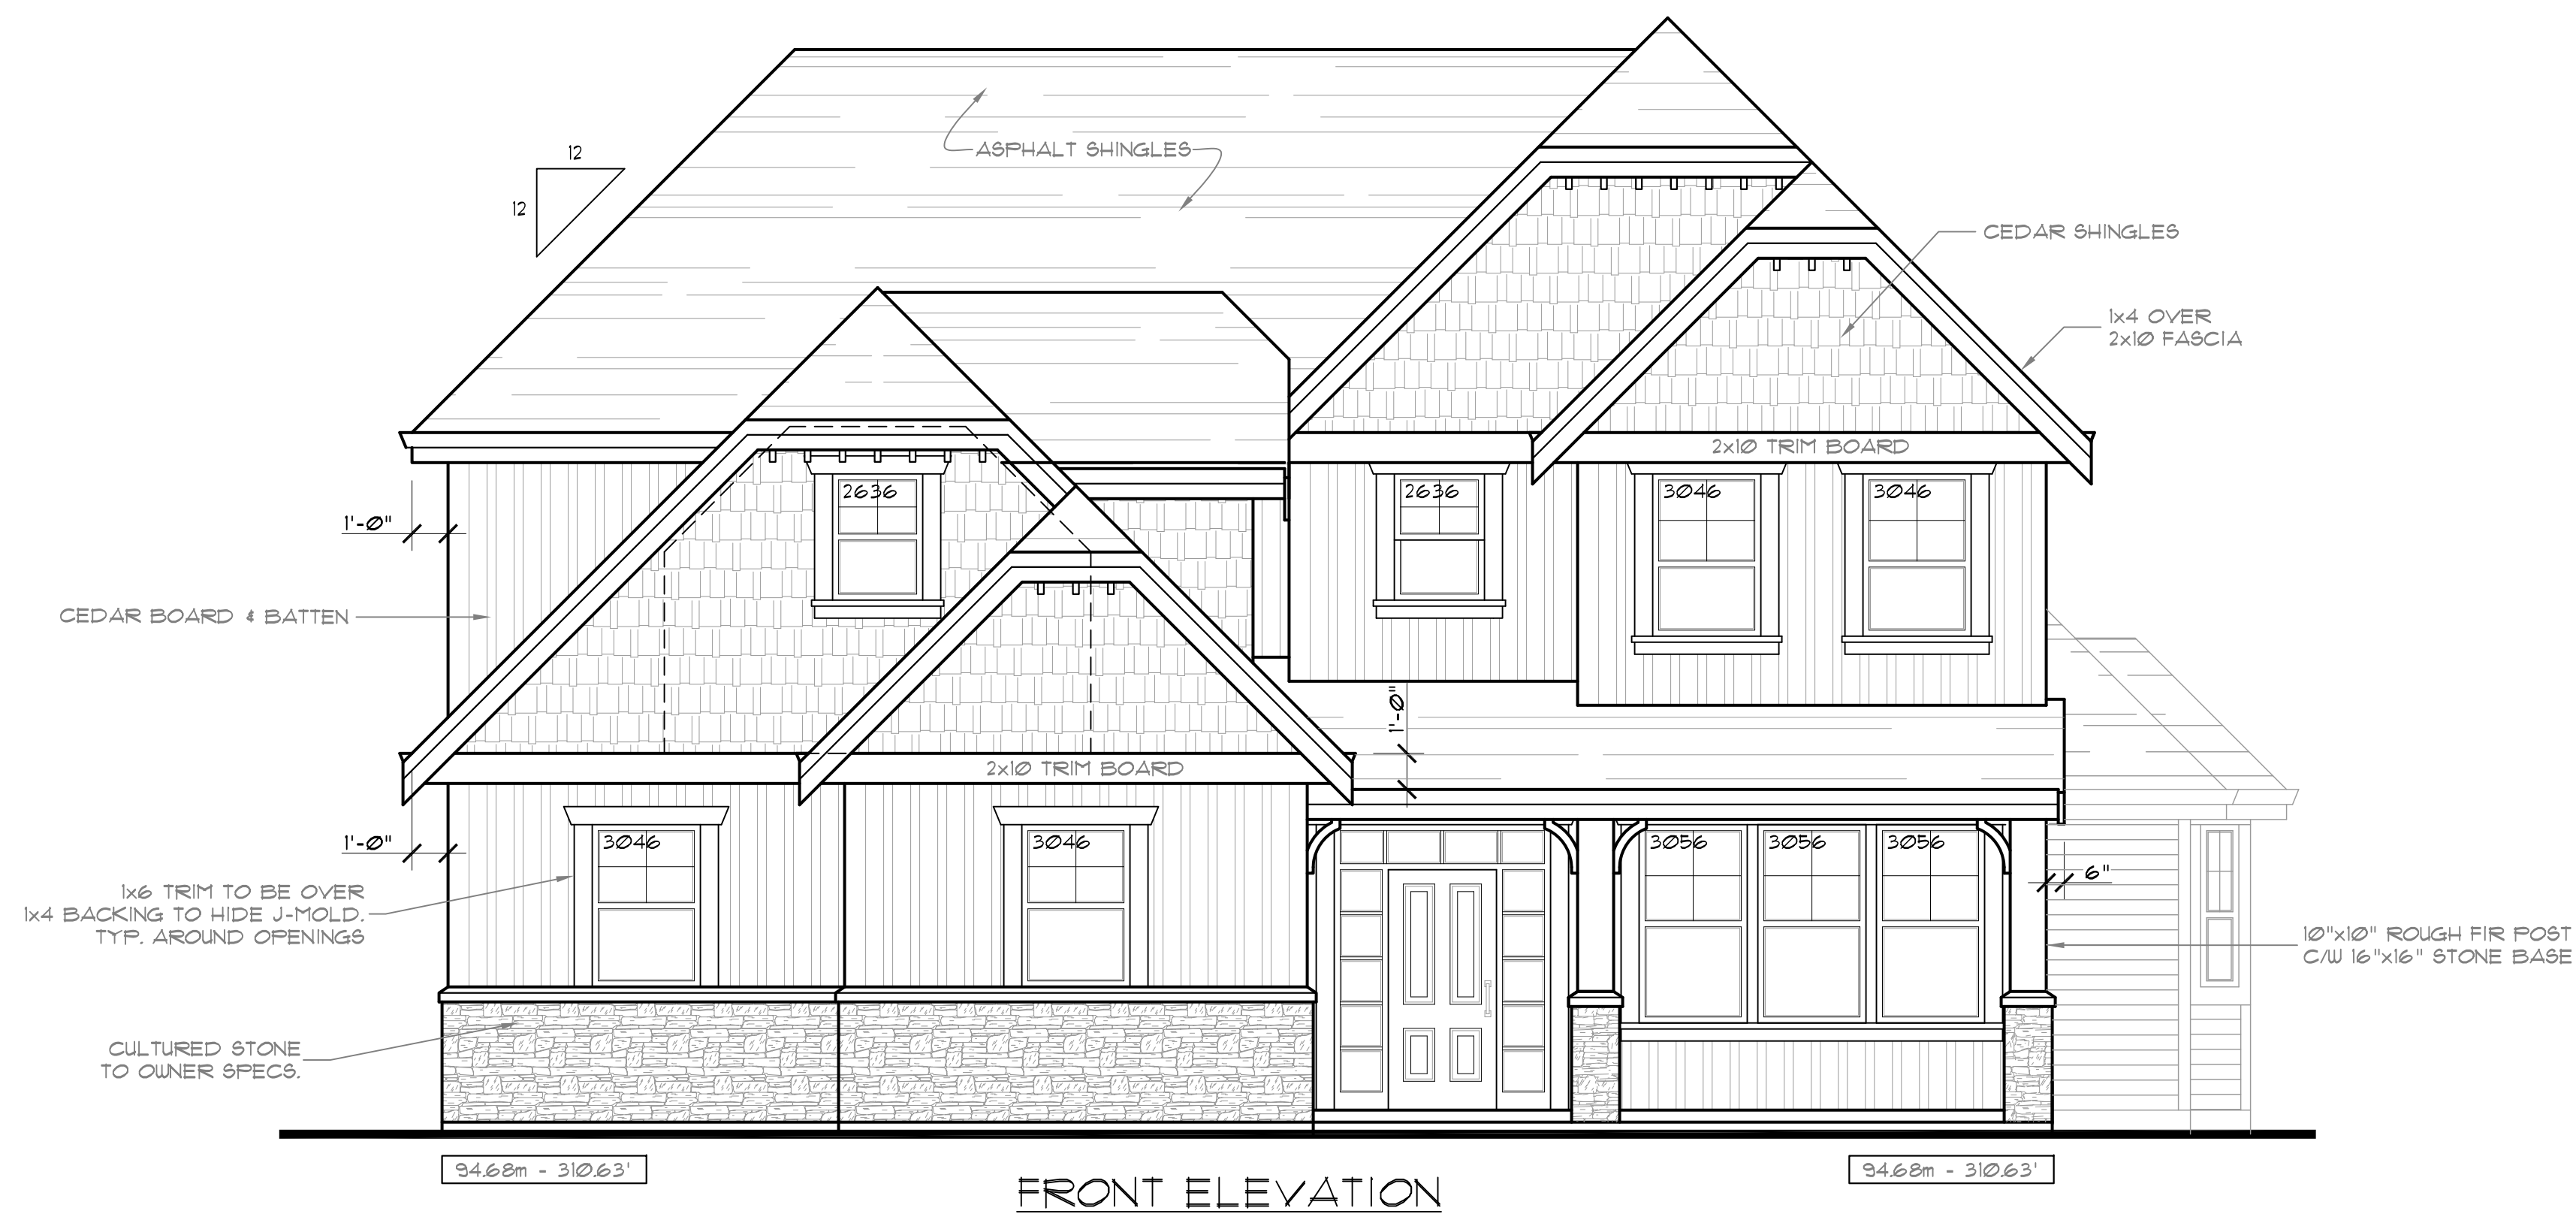 12
12
ASPHALT SHINGLES
CEDAR SHINGLES
1x4 OVER
2x10 FASCIA
2x10 TRIM BOARD
2636
2636
3046
3046
1'-0"
CEDAR BOARD & BATTEN
1'-0"
2x10 TRIM BOARD
1'-0"
3046
3046
3056
3056
3056
6"
1x6 TRIM TO BE OVER
1x4 BACKING TO HIDE J-MOLD.
TYP. AROUND OPENINGS
10"x10" ROUGH FIR POST
C/W 16"x16" STONE BASE
CULTURED STONE
TO OWNER SPECS.
94.68m - 310.63'
94.68m - 310.63'
FRONT ELEVATION